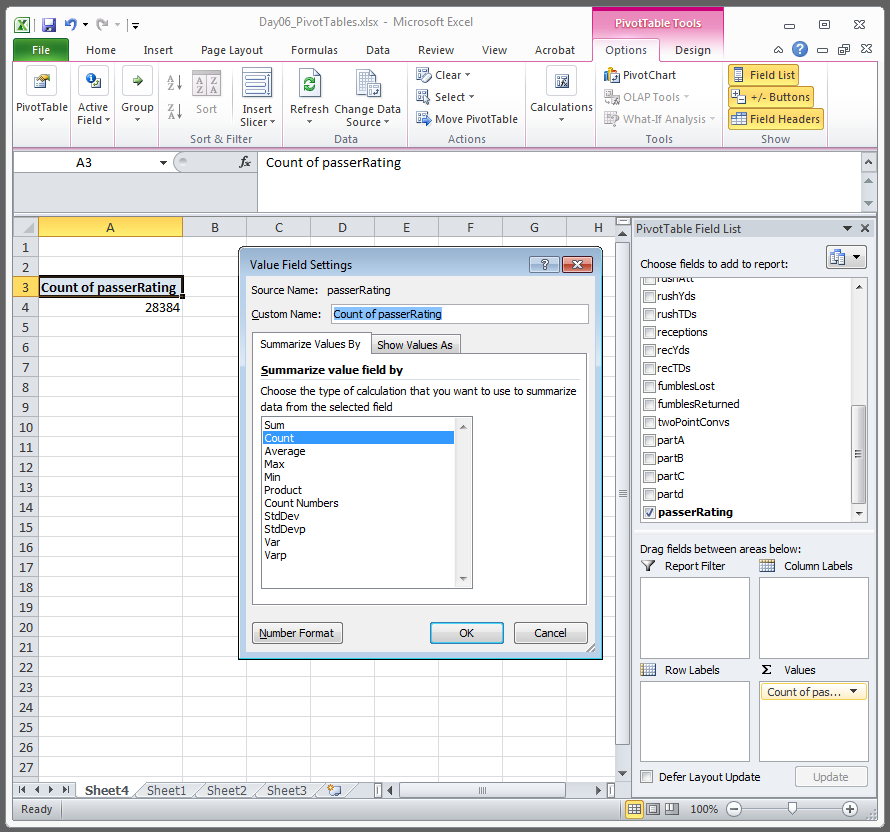 Day06_PivotTables.xlsx - Microsoft Excel
PivotTable Tools
File Home Insert Page Layout Formulas Data Review View Acrobat Options Design
PivotTable
Active Field
Group
Sort
Insert Slicer
Sort & Filter
Refresh
Change Data Source
Data
Clear
Select
Move PivotTable
Actions
Calculations
PivotChart
OLAP Tools
What-If Analysis
Tools
Field List
+/- Buttons
Field Headers
Show
A3 fx Count of passerRating
A B C D E F G H
1
2
3 Count of passerRating
4 28384
5
6
7
8
9
10
11
12
13
14
15
16
17
18
19
20
21
22
23
24
25
26
27
Value Field Settings
Source Name: passerRating
Custom Name: Count of passerRating
Summarize Values By Show Values As
Summarize value field by
Choose the type of calculation that you want to use to summarize
data from the selected field
Sum
Count
Average
Max
Min
Product
Count Numbers
StdDev
StdDevp
Var
Varp
Number Format OK Cancel
PivotTable Field List
Choose fields to add to report:
rushAtt
rushYds
rushTDs
receptions
recYds
recTDs
fumblesLost
fumblesReturned
twoPointConvs
partA
partB
partC
partd
passerRating
Drag fields between areas below:
Report Filter Column Labels
Row Labels Σ Values
Count of pas...
Defer Layout Update Update
Sheet4 Sheet1 Sheet2 Sheet3
Ready 100%